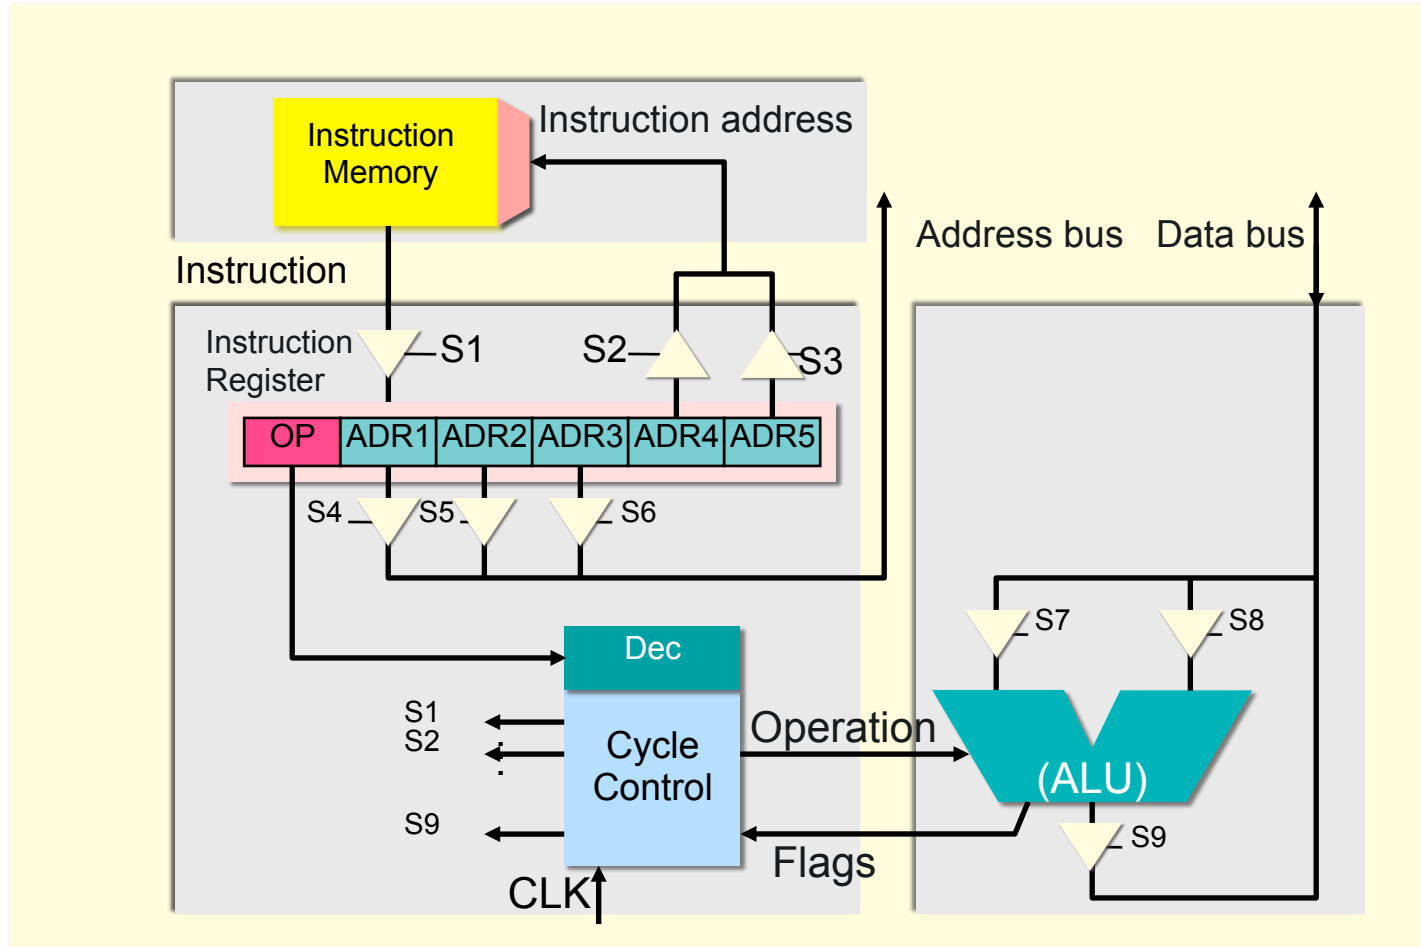 Instruction address
Instruction
Memory
Address bus
Data bus
Instruction
Instruction
Register
S1
S2
S3
OP
ADR1
ADR2
ADR3
ADR4
ADR5
S4
S5
S6
S7
S8
Dec
S1
S2
:
Cycle
Control
Operation
(ALU)
S9
S9
Flags
CLK